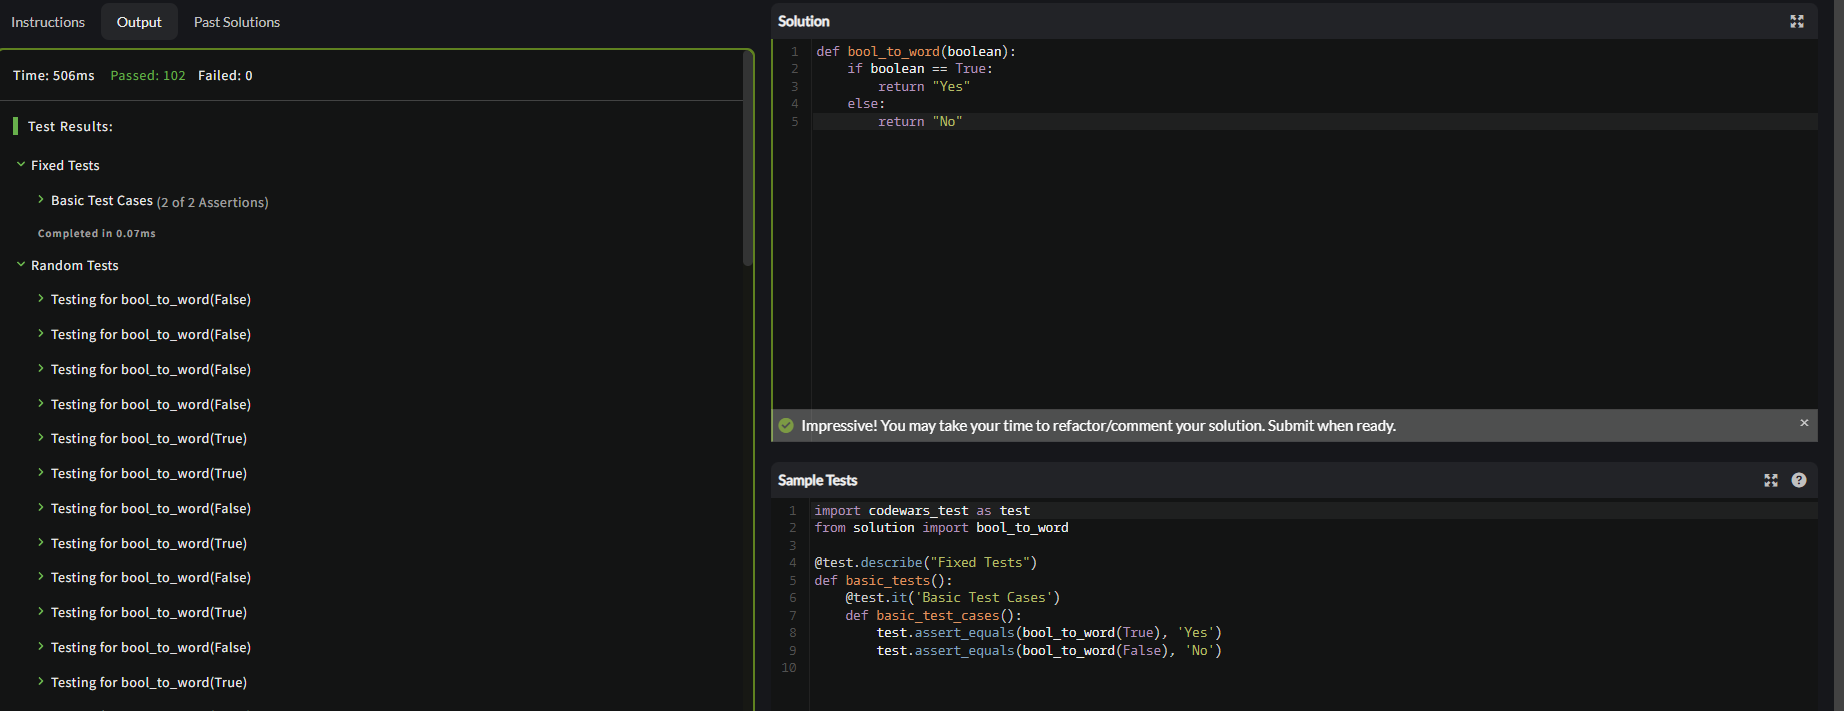 Instructions
Output
Past Solutions
Time: 506ms Passed: 102 Failed: 0
Test Results:
Fixed Tests
Basic Test Cases (2 of 2 Assertions)
Completed in 0.07ms
Random Tests
Testing for bool_to_word(False)
Testing for bool_to_word(False)
Testing for bool_to_word(False)
Testing for bool_to_word(False)
Testing for bool_to_word(True)
Testing for bool_to_word(True)
Testing for bool_to_word(False)
Testing for bool_to_word(True)
Testing for bool_to_word(False)
Testing for bool_to_word(True)
Testing for bool_to_word(False)
Testing for bool_to_word(True)
Solution
1 def bool_to_word(boolean):
2     if boolean == True:
3         return "Yes"
4     else:
5         return "No"
Impressive! You may take your time to refactor/comment your solution. Submit when ready.
×
Sample Tests
?
1 import codewars_test as test
2 from solution import bool_to_word
3
4 @test.describe("Fixed Tests")
5 def basic_tests():
6     @test.it('Basic Test Cases')
7     def basic_test_cases():
8         test.assert_equals(bool_to_word(True), 'Yes')
9         test.assert_equals(bool_to_word(False), 'No')
10